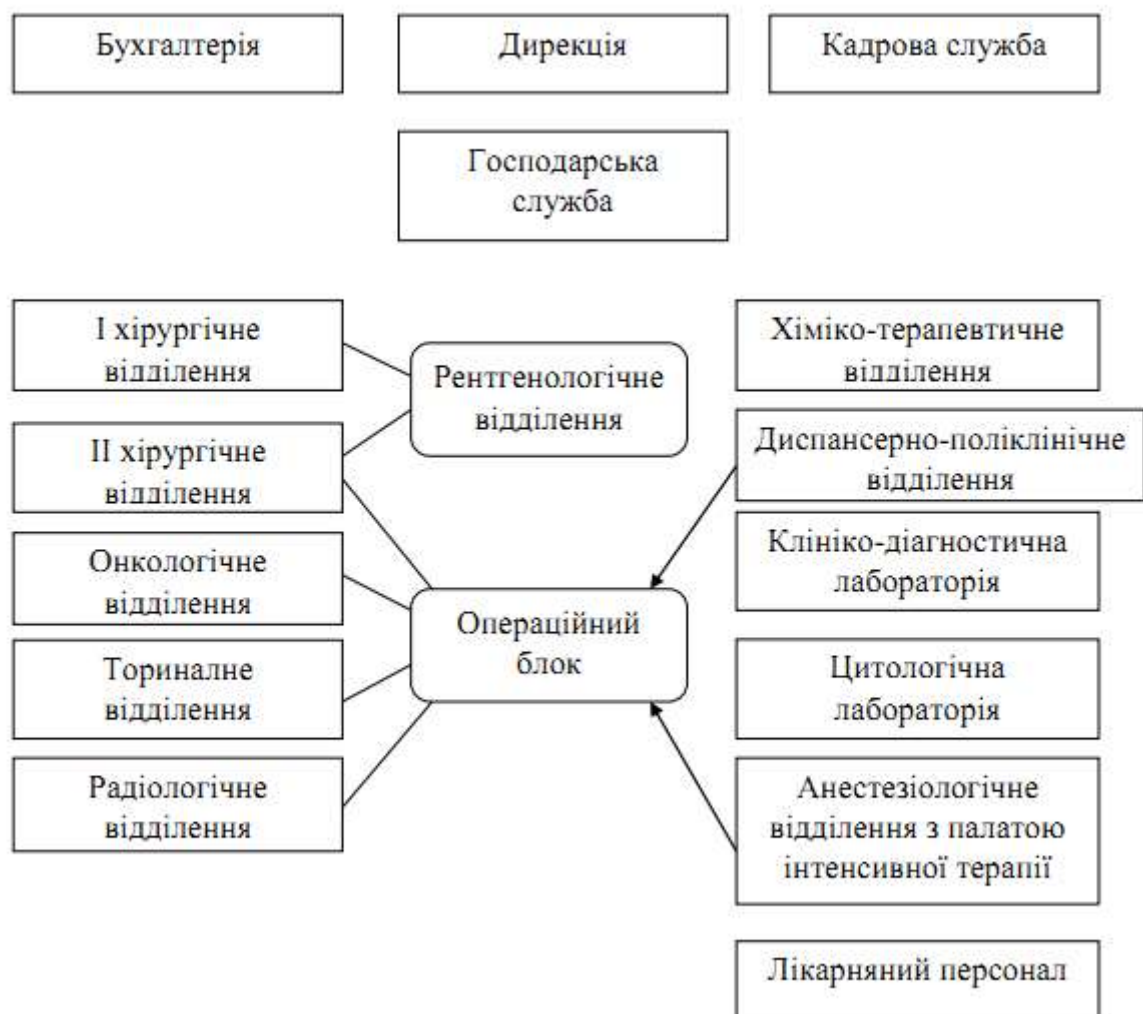 Бухгалтерія
Дирекція
Кадрова служба
Господарська
служба
І хірургічне
відділення
Рентгенологічне
відділення
Хіміко-терапевтичне
відділення
ІІ хірургічне
відділення
Диспансерно-поліклінічне
відділення
Онкологічне
відділення
Клініко-діагностична
лабораторія
Операційний
блок
Ториналне
відділення
Цитологічна
лабораторія
Радіологічне
відділення
Анестезіологічне
відділення з палатою
інтенсивної терапії
Лікарняний персонал